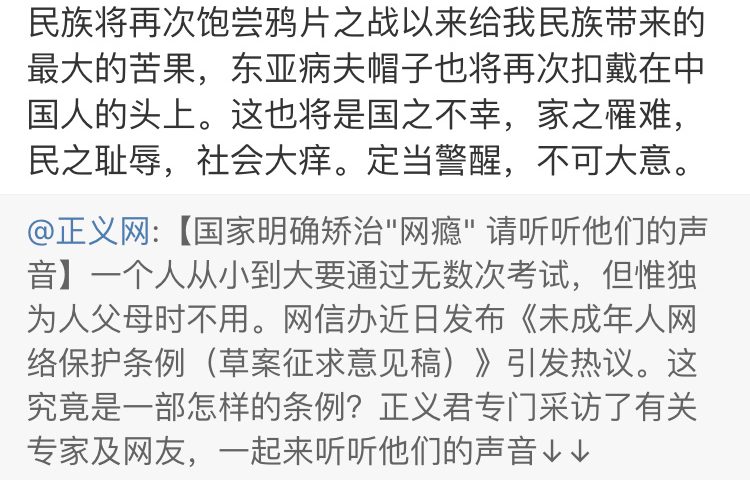 民族将再次饱尝鸦片之战以来给我民族带来的
最大的苦果，东亚病夫帽子也将再次扣戴在中
国人的头上。这也将是国之不幸，家之罹难，
民之耻辱，社会大痒。定当警醒，不可大意。
@正义网:【国家明确矫治"网瘾" 请听听他们的声
音】一个人从小到大要通过无数次考试，但惟独
为人父母时不用。网信办近日发布《未成年人网
络保护条例（草案征求意见稿）》引发热议。这
究竟是一部怎样的条例？正义君专门采访了有关
专家及网友，一起来听听他们的声音↓↓